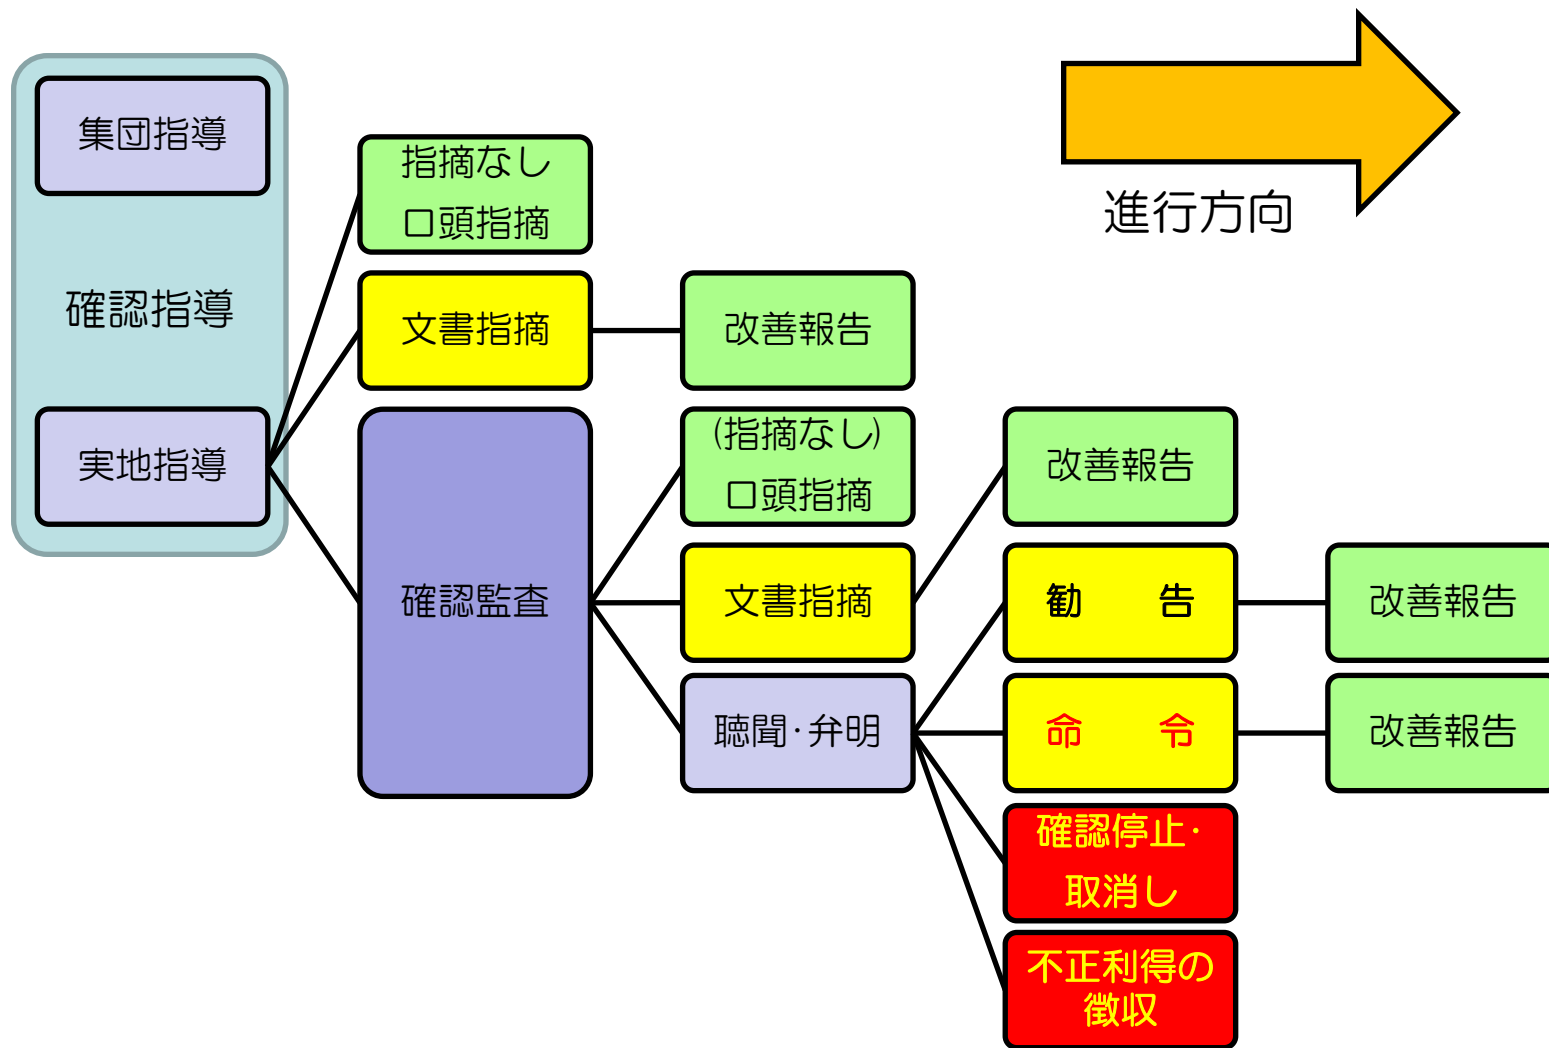 集団指導
確認指導
実地指導
指摘なし
口頭指摘
文書指摘
確認監査
改善報告
(指摘なし)
口頭指摘
文書指摘
聴聞・弁明
改善報告
勧　告
命　令
確認停止・
取消し
不正利得の
徴収
改善報告
改善報告
進行方向